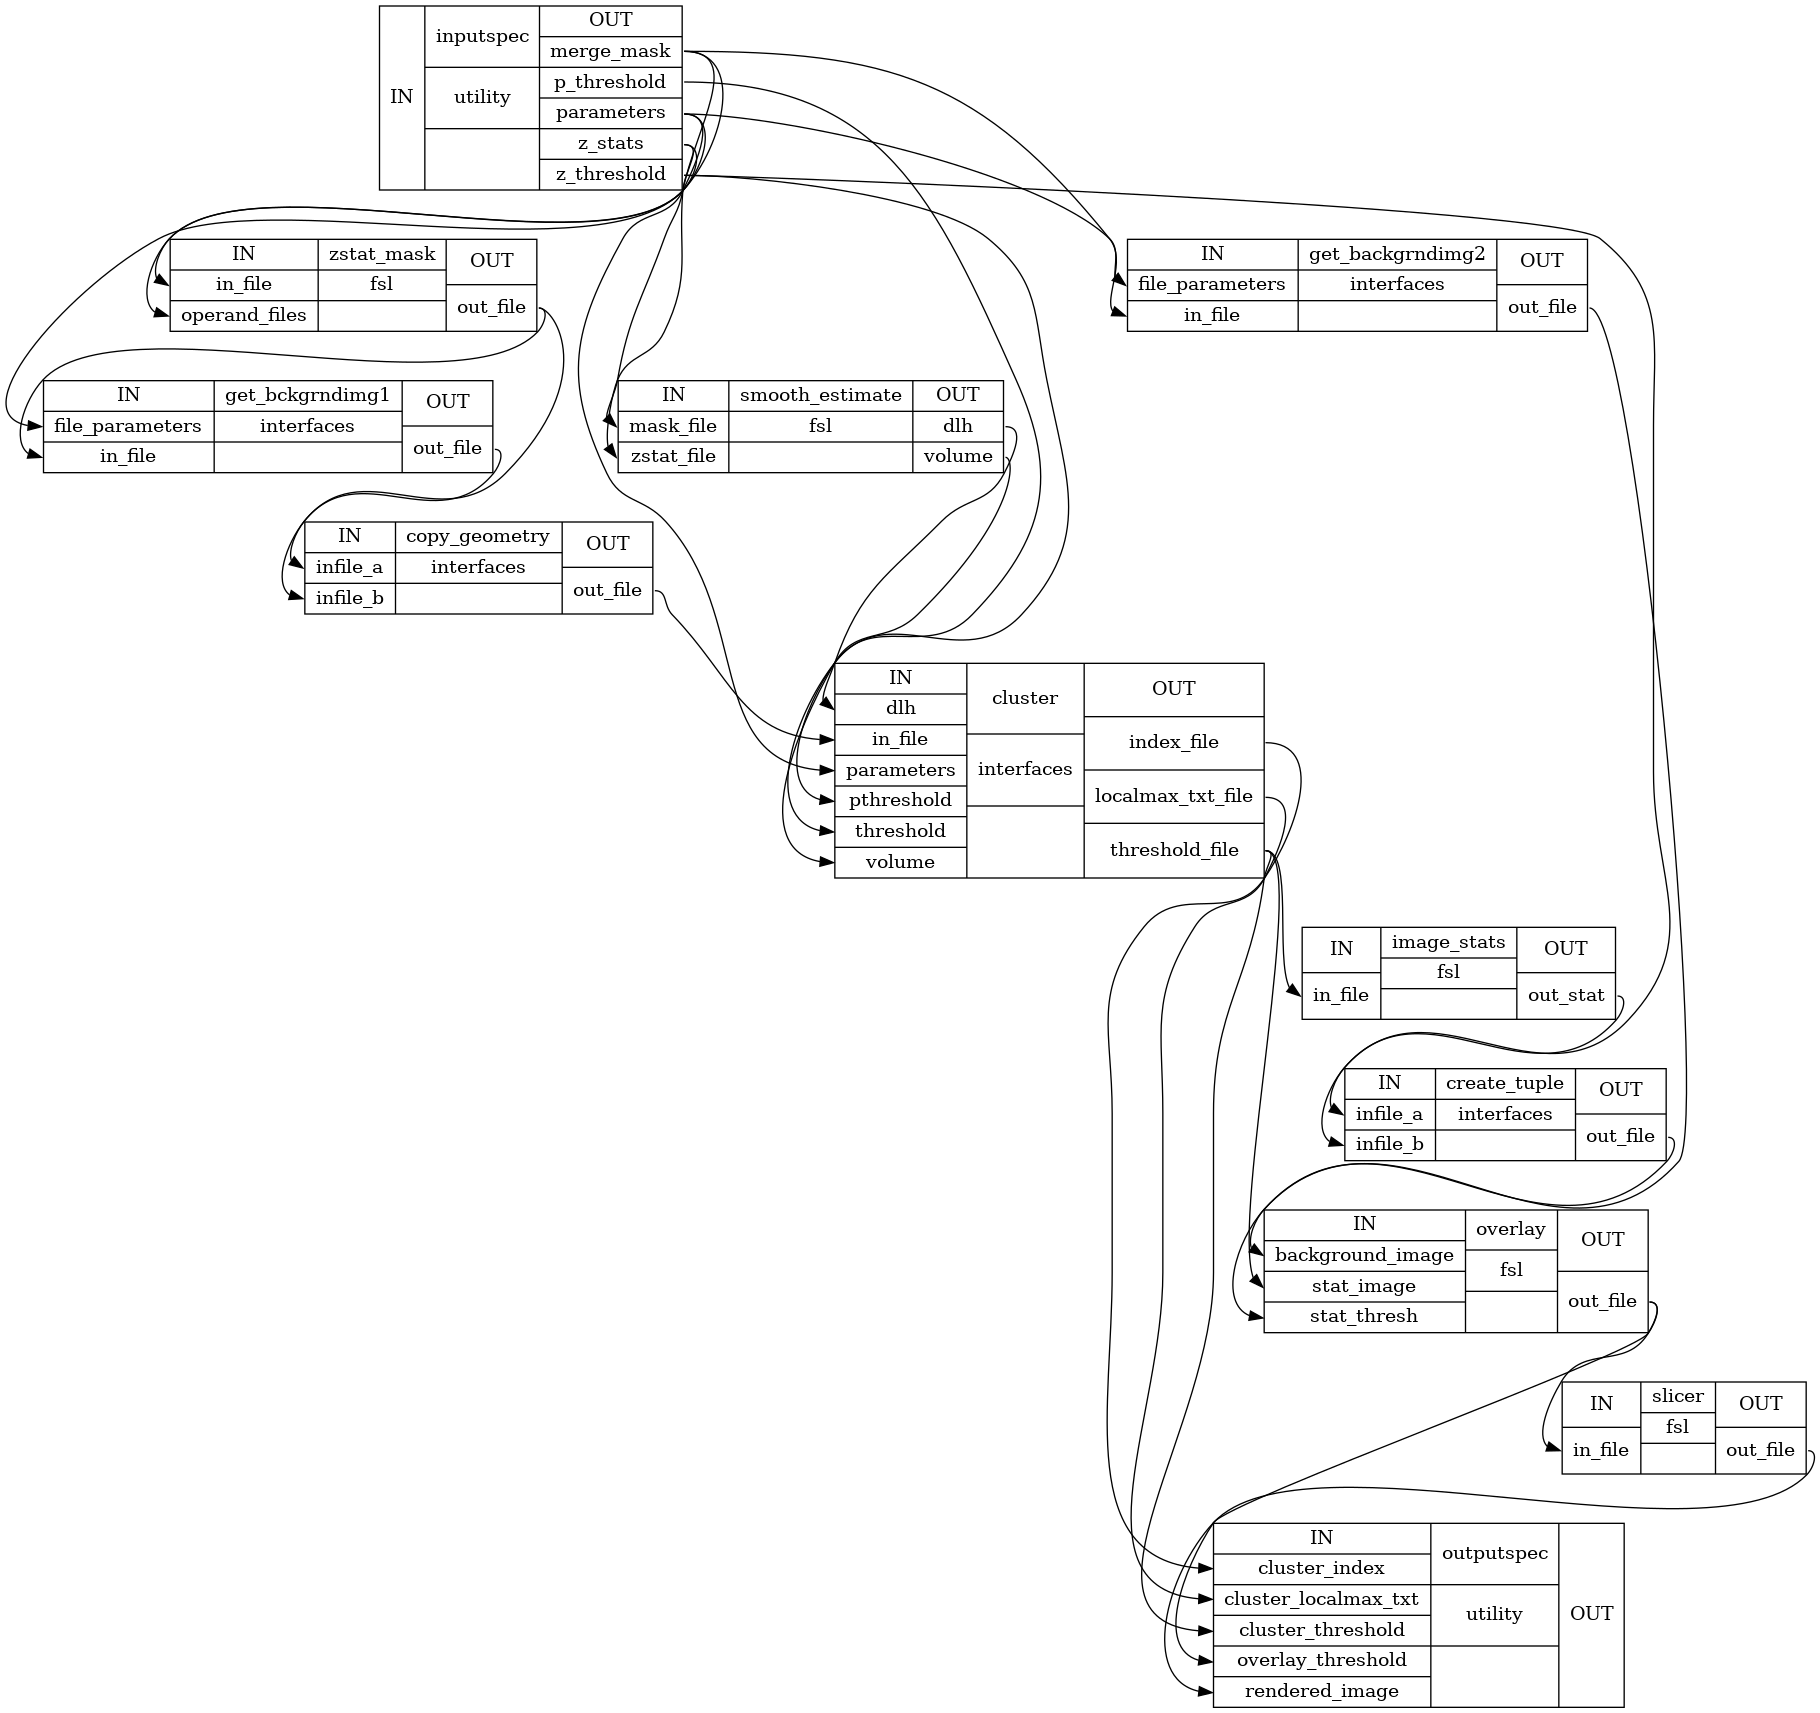 IN
inputspec
utility
OUT
merge_mask
p_threshold
parameters
z_stats
z_threshold
IN
in_file
operand_files
zstat_mask
fsl
OUT
out_file
IN
file_parameters
in_file
get_backgrndimg2
interfaces
OUT
out_file
IN
file_parameters
in_file
get_bckgrndimg1
interfaces
OUT
out_file
IN
mask_file
zstat_file
smooth_estimate
fsl
OUT
dlh
volume
IN
infile_a
infile_b
copy_geometry
interfaces
OUT
out_file
IN
dlh
in_file
parameters
pthreshold
threshold
volume
cluster
interfaces
OUT
index_file
localmax_txt_file
threshold_file
IN
in_file
image_stats
fsl
OUT
out_stat
IN
infile_a
infile_b
create_tuple
interfaces
OUT
out_file
IN
background_image
stat_image
stat_thresh
overlay
fsl
OUT
out_file
IN
in_file
slicer
fsl
OUT
out_file
IN
cluster_index
cluster_localmax_txt
cluster_threshold
overlay_threshold
rendered_image
outputspec
utility
OUT